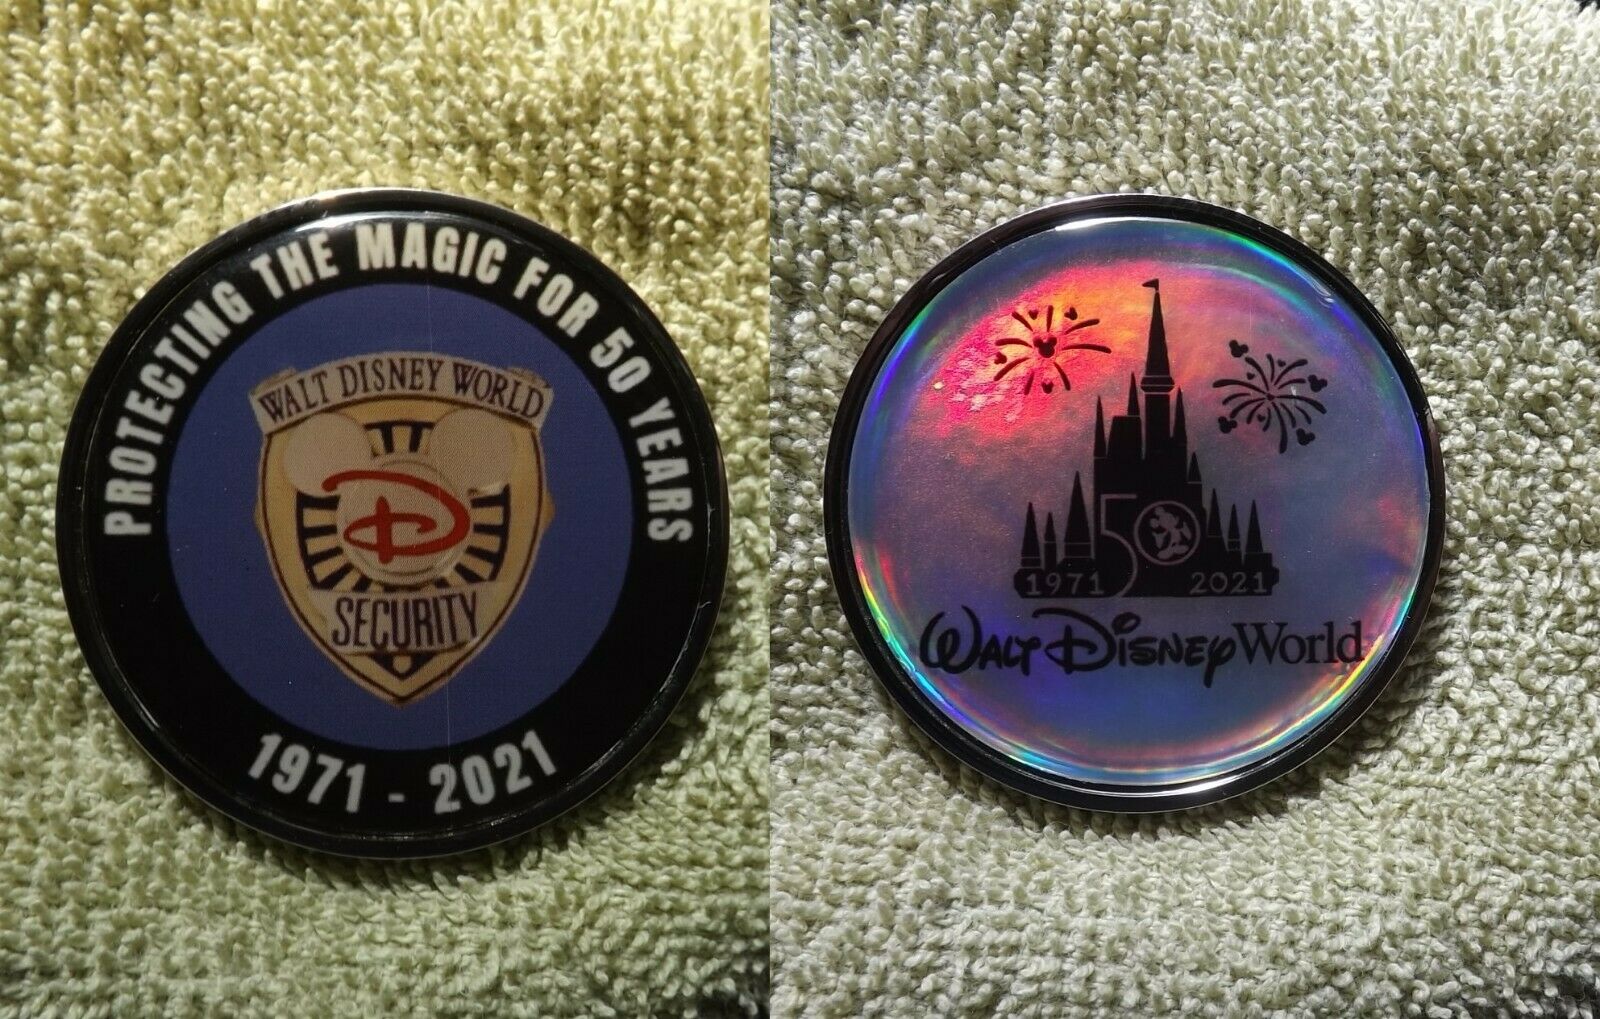 PROTECTING THE MAGIC FOR 50 YEARS
WALT DISNEY WORLD
D
SECURITY
1971 - 2021
50
1971 2021
WALT DISNEY World